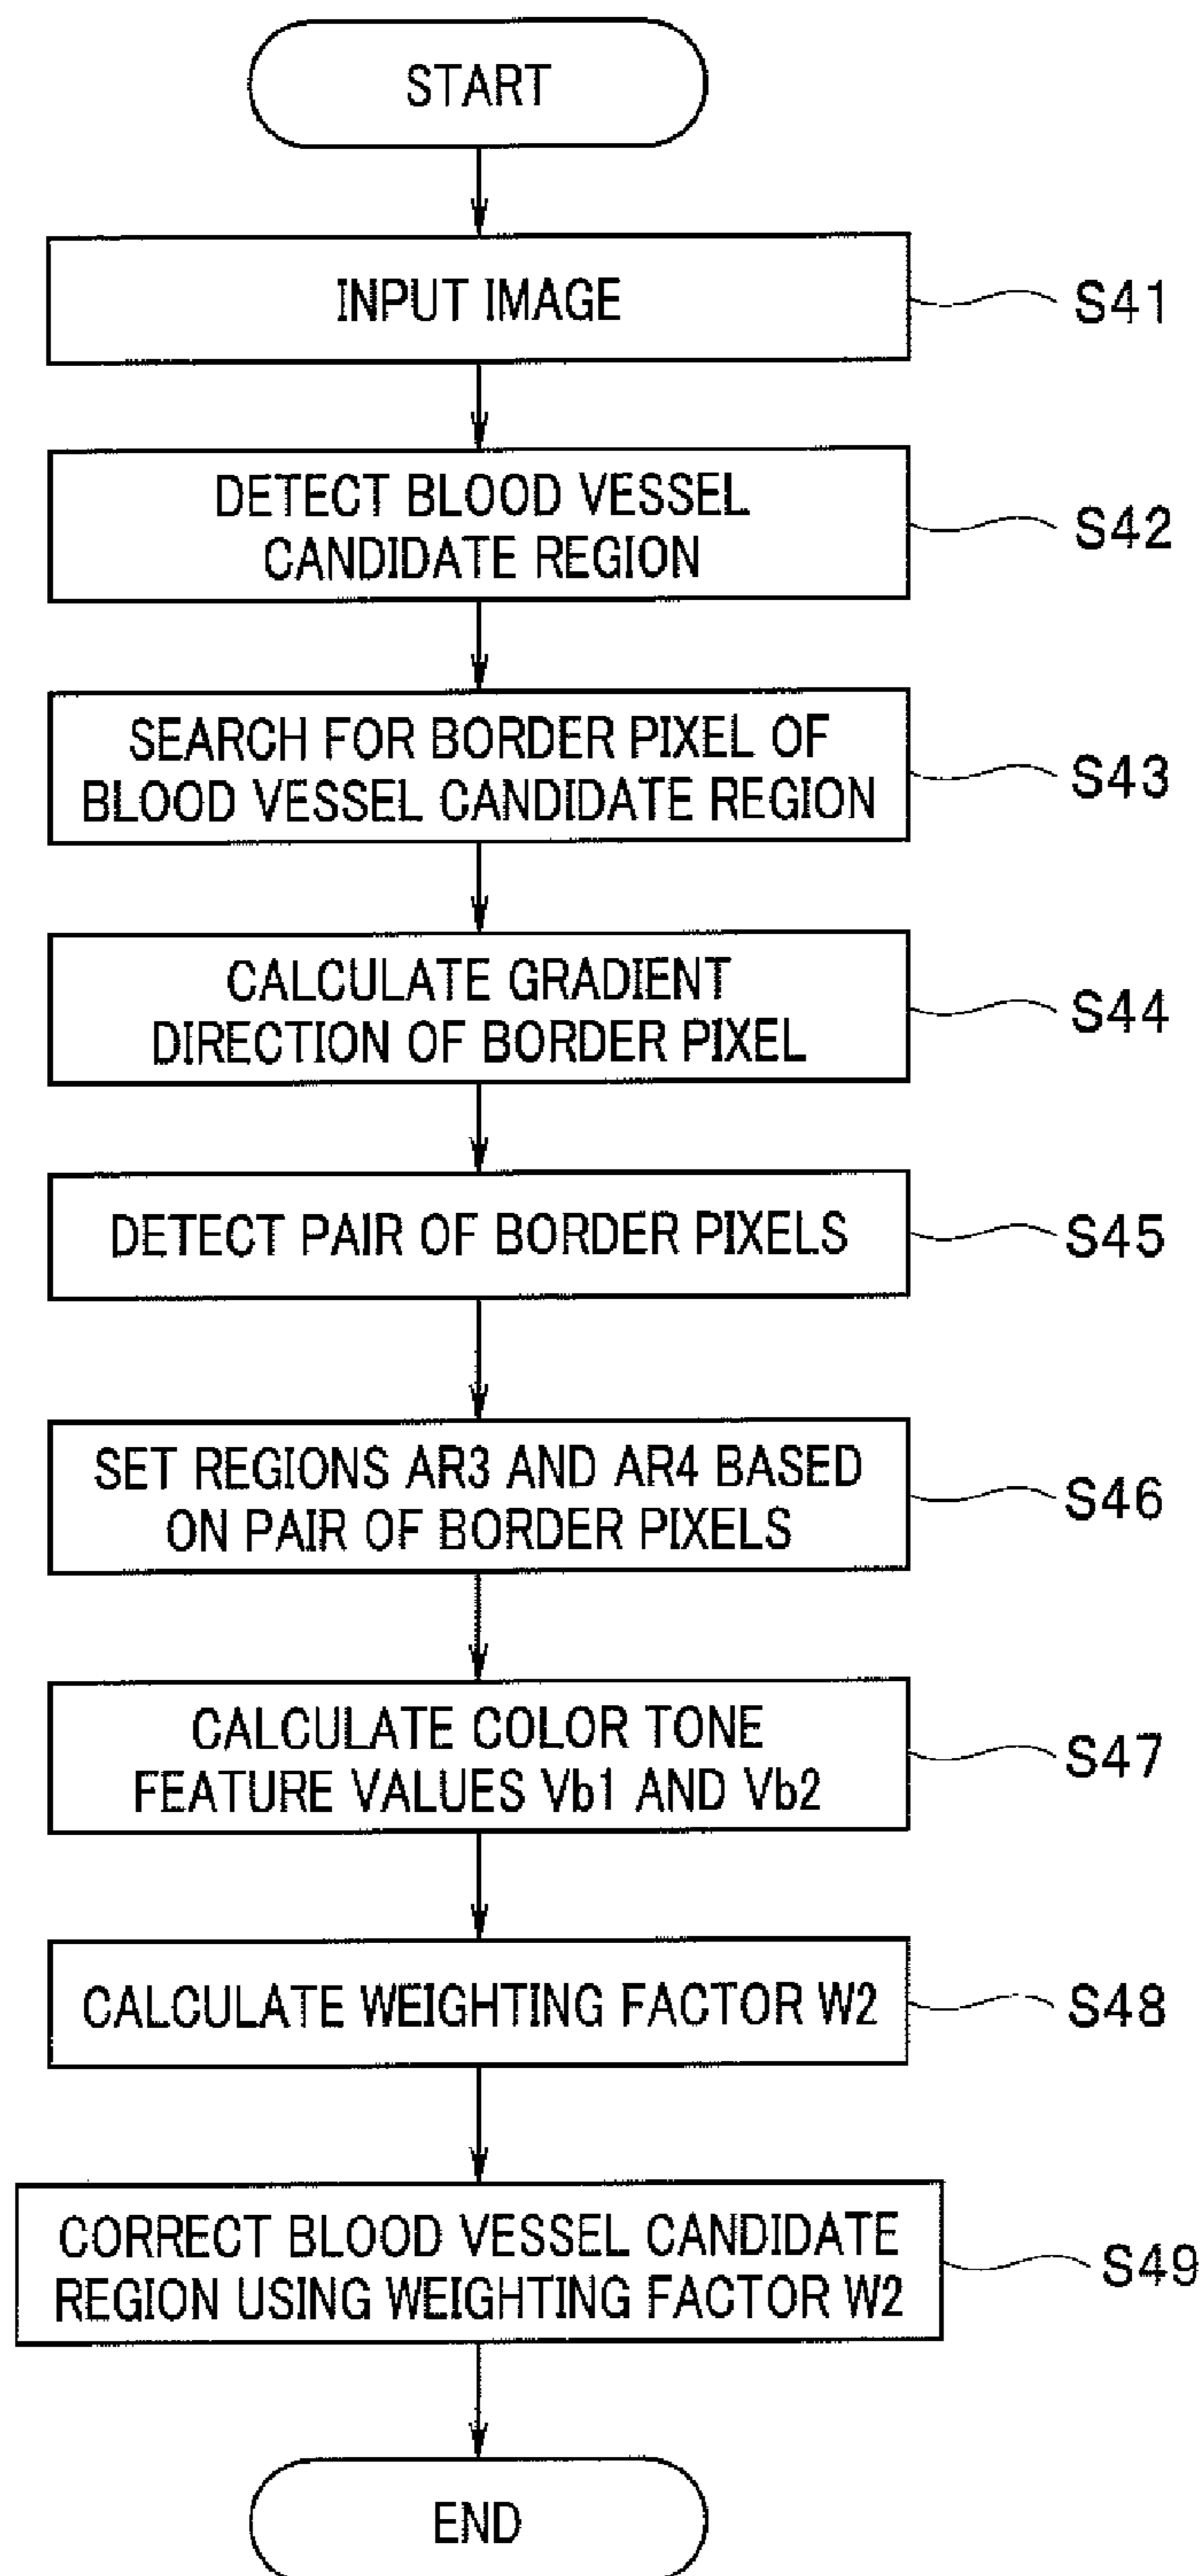 START
INPUT IMAGE
S41
DETECT BLOOD VESSEL
CANDIDATE REGION
S42
SEARCH FOR BORDER PIXEL OF
BLOOD VESSEL CANDIDATE REGION
S43
CALCULATE GRADIENT
DIRECTION OF BORDER PIXEL
S44
DETECT PAIR OF BORDER PIXELS
S45
SET REGIONS AR3 AND AR4 BASED
ON PAIR OF BORDER PIXELS
S46
CALCULATE COLOR TONE
FEATURE VALUES Vb1 AND Vb2
S47
CALCULATE WEIGHTING FACTOR W2
S48
CORRECT BLOOD VESSEL CANDIDATE
REGION USING WEIGHTING FACTOR W2
S49
END